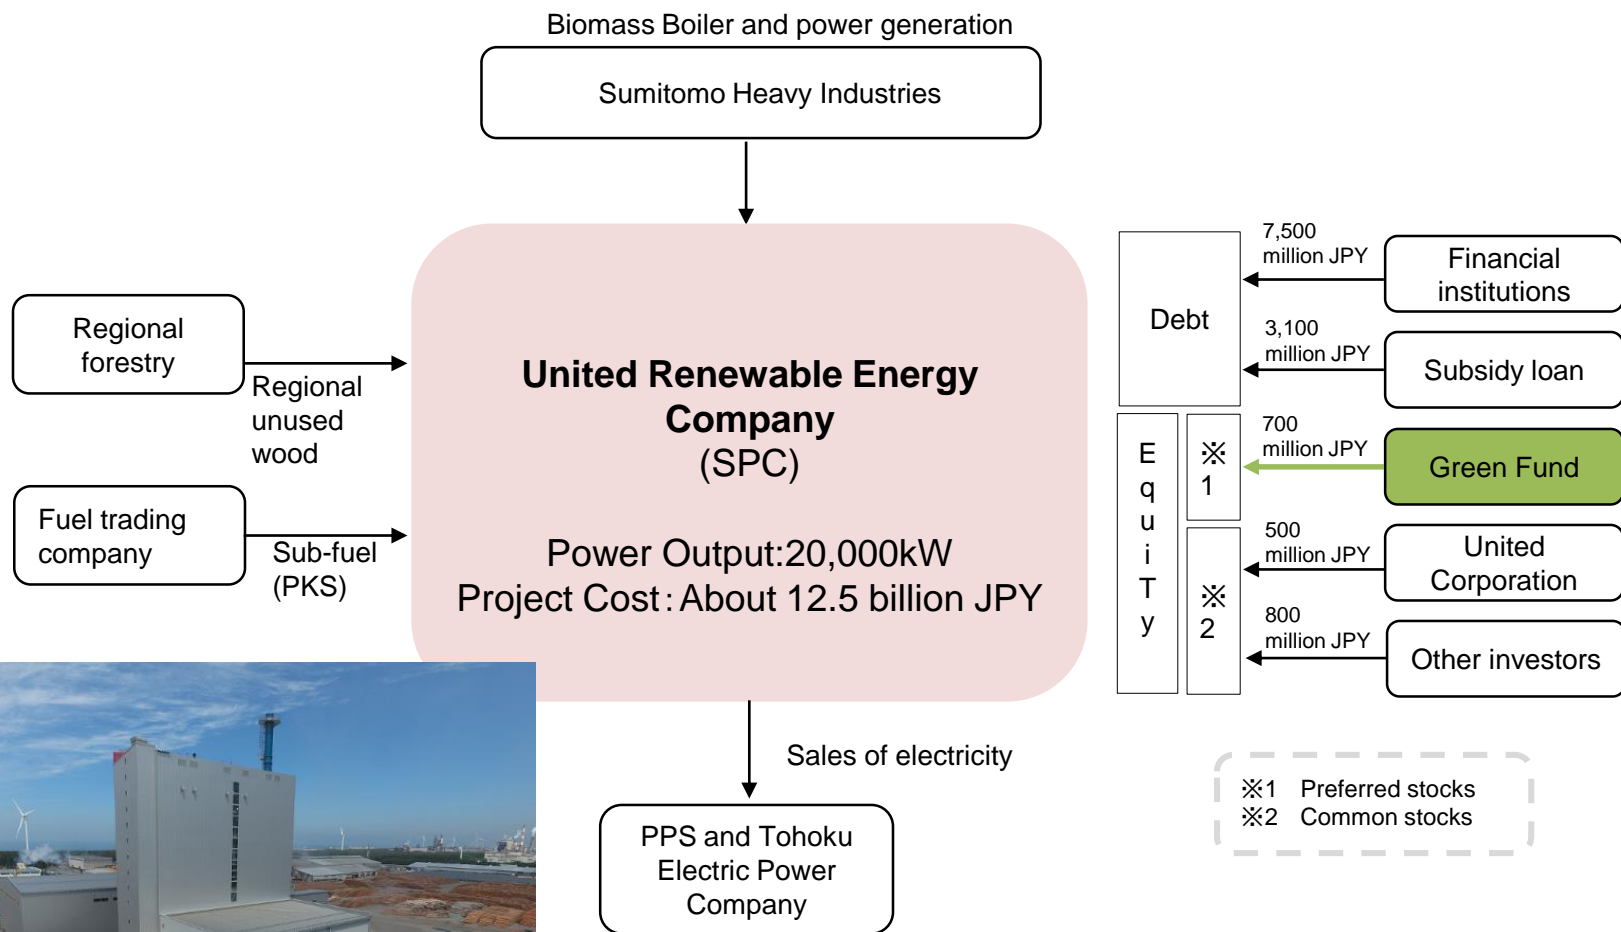 Biomass Boiler and power generation
Sumitomo Heavy Industries
Regional
forestry
Regional
unused
wood
Fuel trading
company
Sub-fuel
(PKS)
United Renewable Energy
Company
(SPC)
Power Output:20,000kW
Project Cost：About 12.5 billion JPY
Sales of electricity
PPS and Tohoku
Electric Power
Company
Debt
E
q
u
i
T
y
※
1
※
2
7,500
million JPY
Financial
institutions
3,100
million JPY
Subsidy loan
700
million JPY
Green Fund
500
million JPY
United
Corporation
800
million JPY
Other investors
※1 Preferred stocks
※2 Common stocks